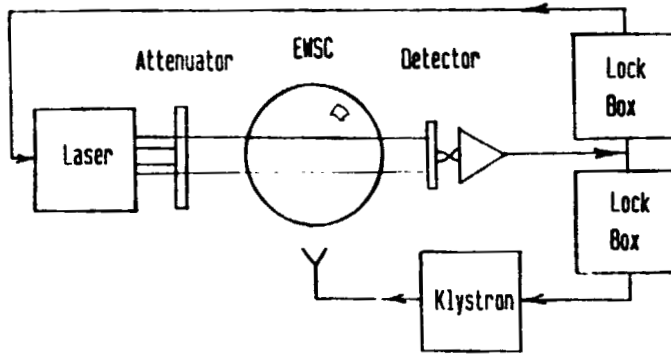 Attenuator
EWSC
Detector
Lock
Box
Laser
Lock
Box
Klystron